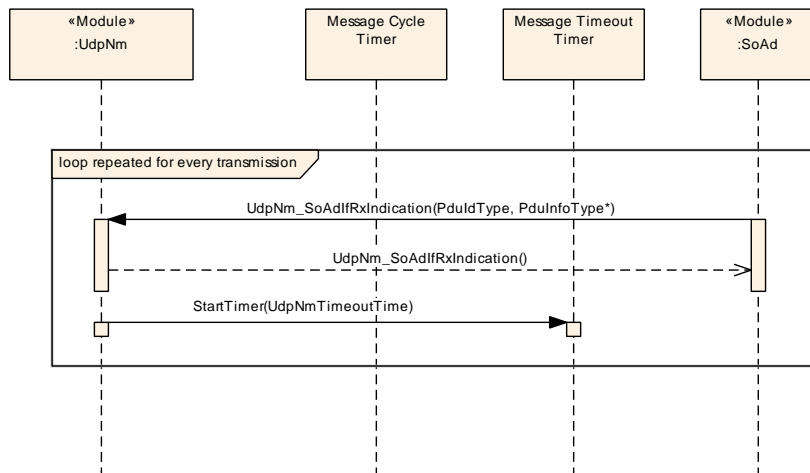 «Module»
:UdpNm
Message Cycle
Timer
Message Timeout
Timer
«Module»
:SoAd
loop repeated for every transmission
UdpNm_SoAdIfRxIndication(PduIdType, PduInfoType*)
UdpNm_SoAdIfRxIndication()
StartTimer(UdpNmTimeoutTime)